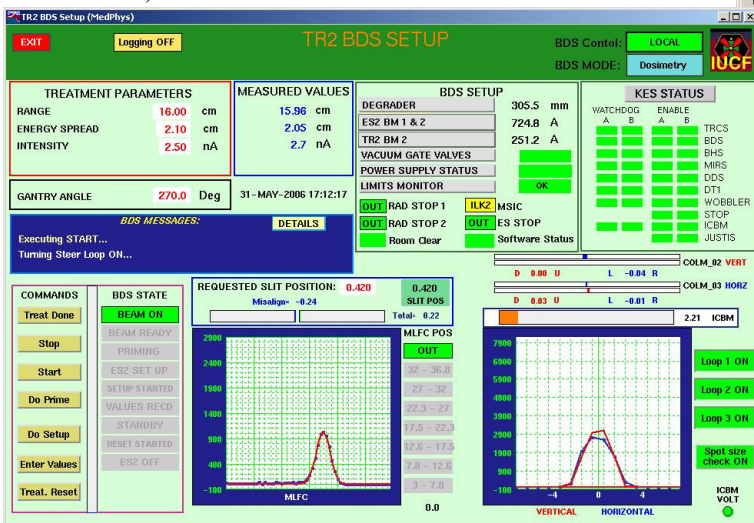 TR2 BDS Setup (MedPhys)
EXIT
Logging OFF
TR2 BDS SETUP
BDS Contol: LOCAL
BDS MODE: Dosimetry
IUCF
TREATMENT PARAMETERS
RANGE 16.00 cm
ENERGY SPREAD 2.10 cm
INTENSITY 2.50 nA
MEASURED VALUES
15.96 cm
2.05 cm
2.7 nA
GANTRY ANGLE 270.0 Deg
31-MAY-2006 17:12:17
BDS MESSAGES:
DETAILS
Executing START...
Turning Steer Loop ON...
BDS SETUP
DEGRADER 305.5 mm
ES2 BM 1 & 2 724.8 A
TR2 BM 2 251.2 A
VACUUM GATE VALVES
POWER SUPPLY STATUS
LIMITS MONITOR OK
OUT RAD STOP 1 ILK2 MSIC
OUT RAD STOP 2 OUT ES STOP
Room Clear Software Status
KES STATUS
WATCHDOG ENABLE
A B A B
TRCS
BDS
BHS
MIRS
DDS
DT1
WOBBLER
STOP
ICBM
JUSTIS
COMMANDS
Treat Done
Stop
Start
Do Prime
Do Setup
Enter Values
Treat. Reset
BDS STATE
BEAM ON
BEAM READY
PRIMING
ES2 SET UP
SETUP STARTED
VALUES RECD
STANDBY
RESET STARTED
ES2 OFF
REQUESTED SLIT POSITION: 0.420
0.420
SLIT POS
Misalign= -0.24
Total= 0.22
2900
2400
1900
1400
900
400
-100
MLFC
MLFC POS
OUT
32 - 36.8
27 - 32
22.3 - 27
17.5 - 22.3
12.6 - 17.5
7.8 - 12.6
3 - 7.8
0.0
COLM_02 VERT
D 0.00 U L -0.04 R
COLM_03 HORZ
D 0.03 U L -0.01 R
2.21 ICBM
7900
6900
5900
4900
3900
2900
1900
900
-100
-4 0 4
VERTICAL HORIZONTAL
Loop 1 ON
Loop 2 ON
Loop 3 ON
Spot size
check ON
ICBM
VOLT